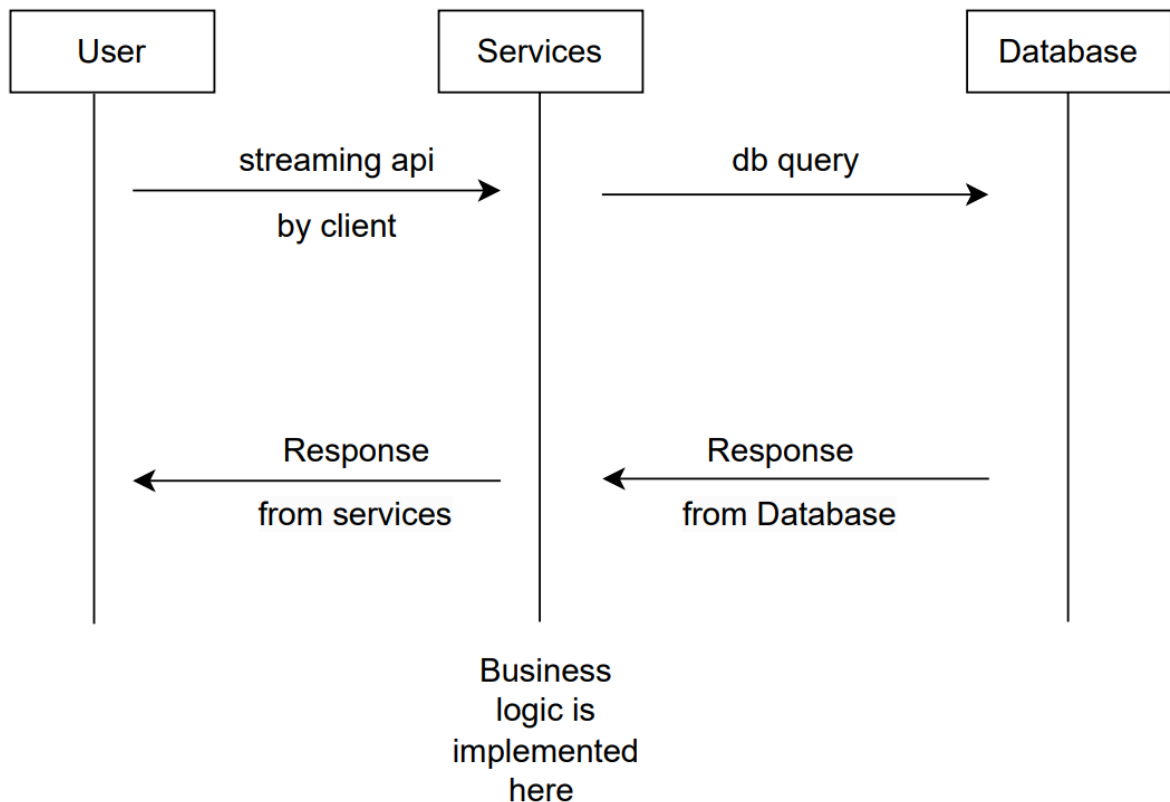 User
Services
Database
streaming api
by client
db query
Response
from services
Response
from Database
Business
logic is
implemented
here